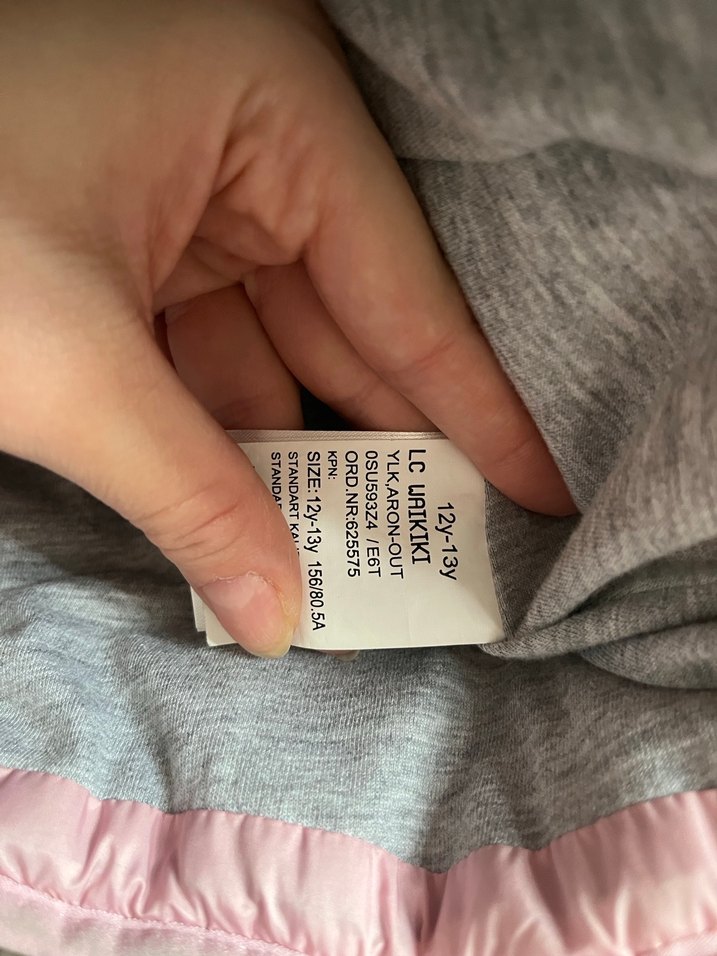 12y-13y
LC WAIKIKI
YLK,ARON-OUT
0SU593Z4 / E6T
ORD.NR:625575
KPN:
SIZE:12y-13y 156/80.5A
STANDART